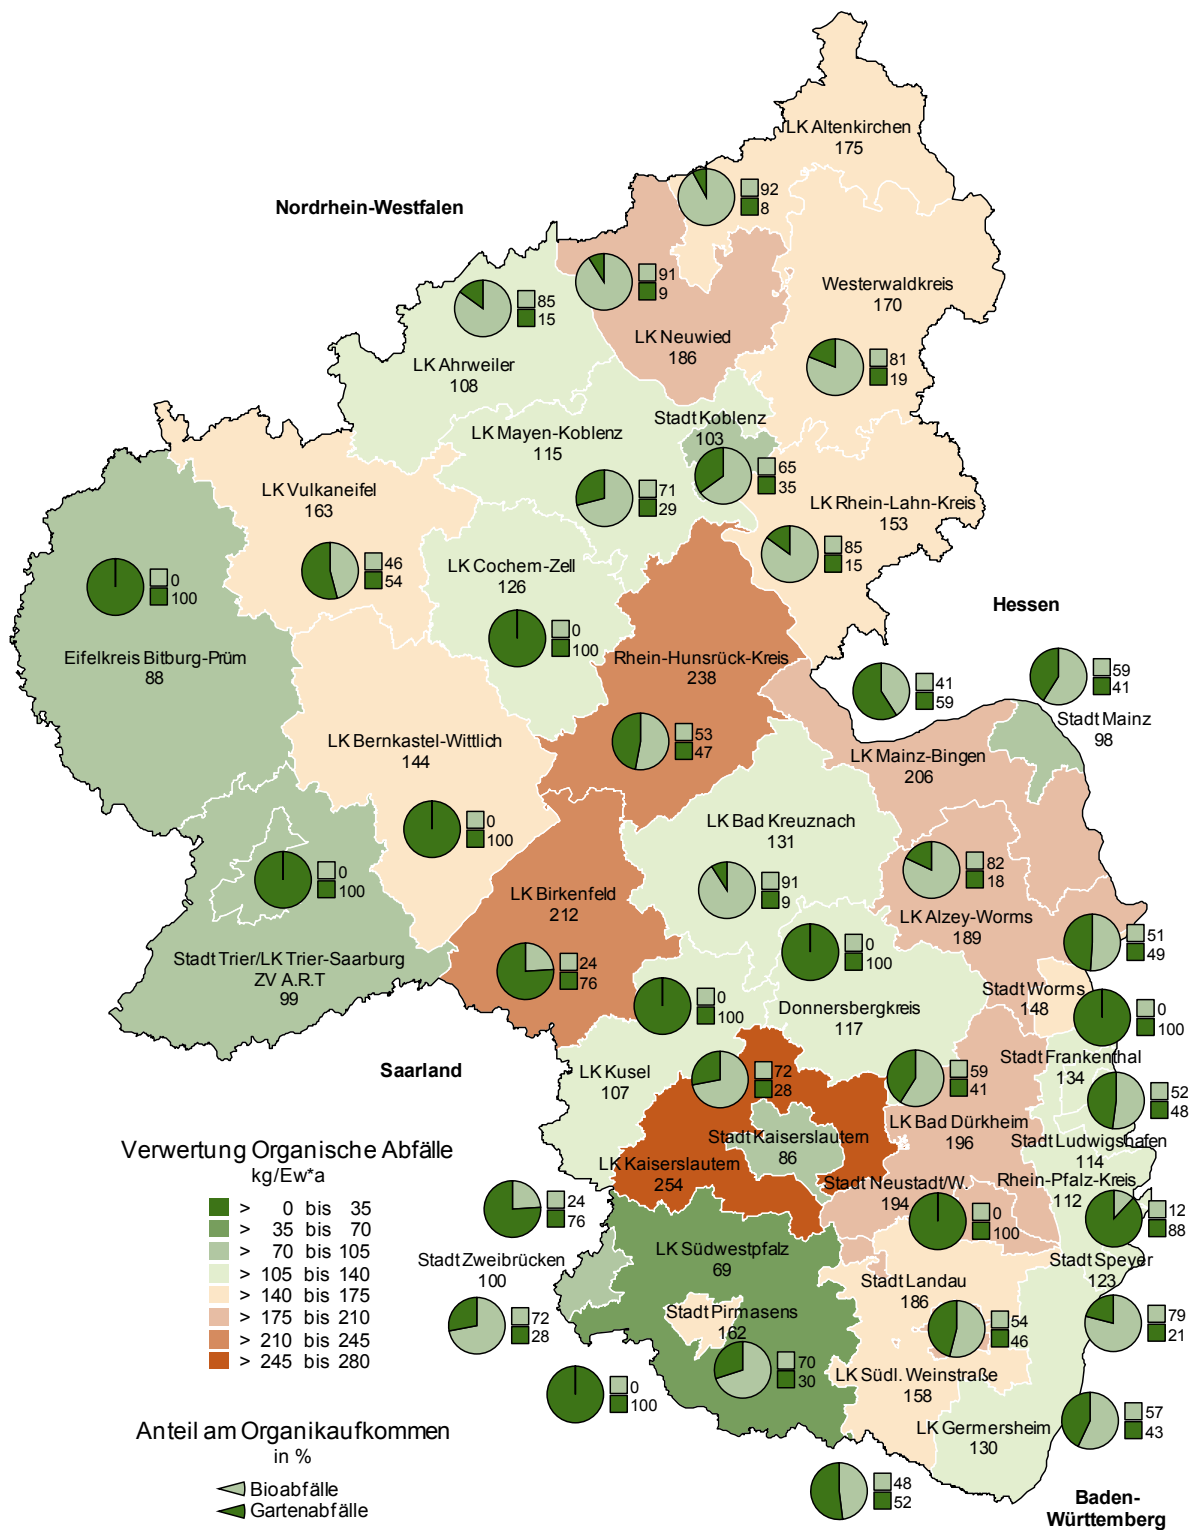 LK Altenkirchen
175
92
8
Nordrhein-Westfalen
91
9
Westerwaldkreis
170
85
15
LK Neuwied
186
81
19
LK Ahrweiler
108
Stadt Koblenz
103
LK Mayen-Koblenz
115
65
35
71
29
LK Vulkaneifel
163
LK Rhein-Lahn-Kreis
153
85
15
46
54
LK Cochem-Zell
126
0
100
0
100
Hessen
Eifelkreis Bitburg-Prüm
88
Rhein-Hunsrück-Kreis
238
41
59
59
41
Stadt Mainz
98
53
47
LK Bernkastel-Wittlich
144
LK Mainz-Bingen
206
0
100
LK Bad Kreuznach
131
82
18
0
100
91
9
LK Birkenfeld
212
LK Alzey-Worms
189
51
49
0
100
Stadt Trier/LK Trier-Saarburg
ZV A.R.T
99
24
76
Stadt Worms
148
0
100
Donnersbergkreis
117
0
100
Saarland
Stadt Frankenthal
134
LK Kusel
107
72
28
59
41
52
48
LK Bad Dürkheim
196
Stadt Kaiserslautern
86
Stadt Ludwigshafen
114
Verwertung Organische Abfälle
kg/Ew*a
LK Kaiserslautern
254
Stadt Neustadt/W.
194
Rhein-Pfalz-Kreis
112
> 0 bis 35
> 35 bis 70
> 70 bis 105
> 105 bis 140
> 140 bis 175
> 175 bis 210
> 210 bis 245
> 245 bis 280
24
76
0
100
12
88
Stadt Zweibrücken
100
LK Südwestpfalz
69
Stadt Speyer
123
Stadt Landau
186
72
28
Stadt Pirmasens
162
54
46
79
21
70
30
LK Südl. Weinstraße
158
0
100
57
43
LK Germersheim
130
Anteil am Organikaufkommen
in %
Bioabfälle
Gartenabfälle
48
52
Baden-
Württemberg